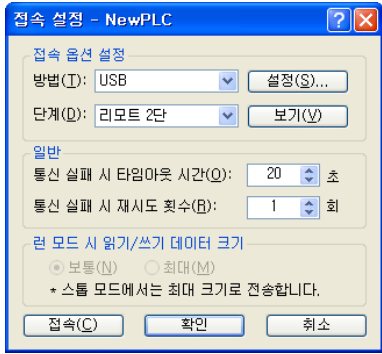 접속 설정 - NewPLC
접속 옵션 설정
방법(T): USB 설정(S)...
단계(D): 리모트 2단 보기(V)
일반
통신 실패 시 타임아웃 시간(O): 20 초
통신 실패 시 재시도 횟수(R): 1 회
런 모드 시 읽기/쓰기 데이터 크기
보통(N) 최대(M)
* 스톱 모드에서는 최대 크기로 전송합니다.
접속(C) 확인 취소